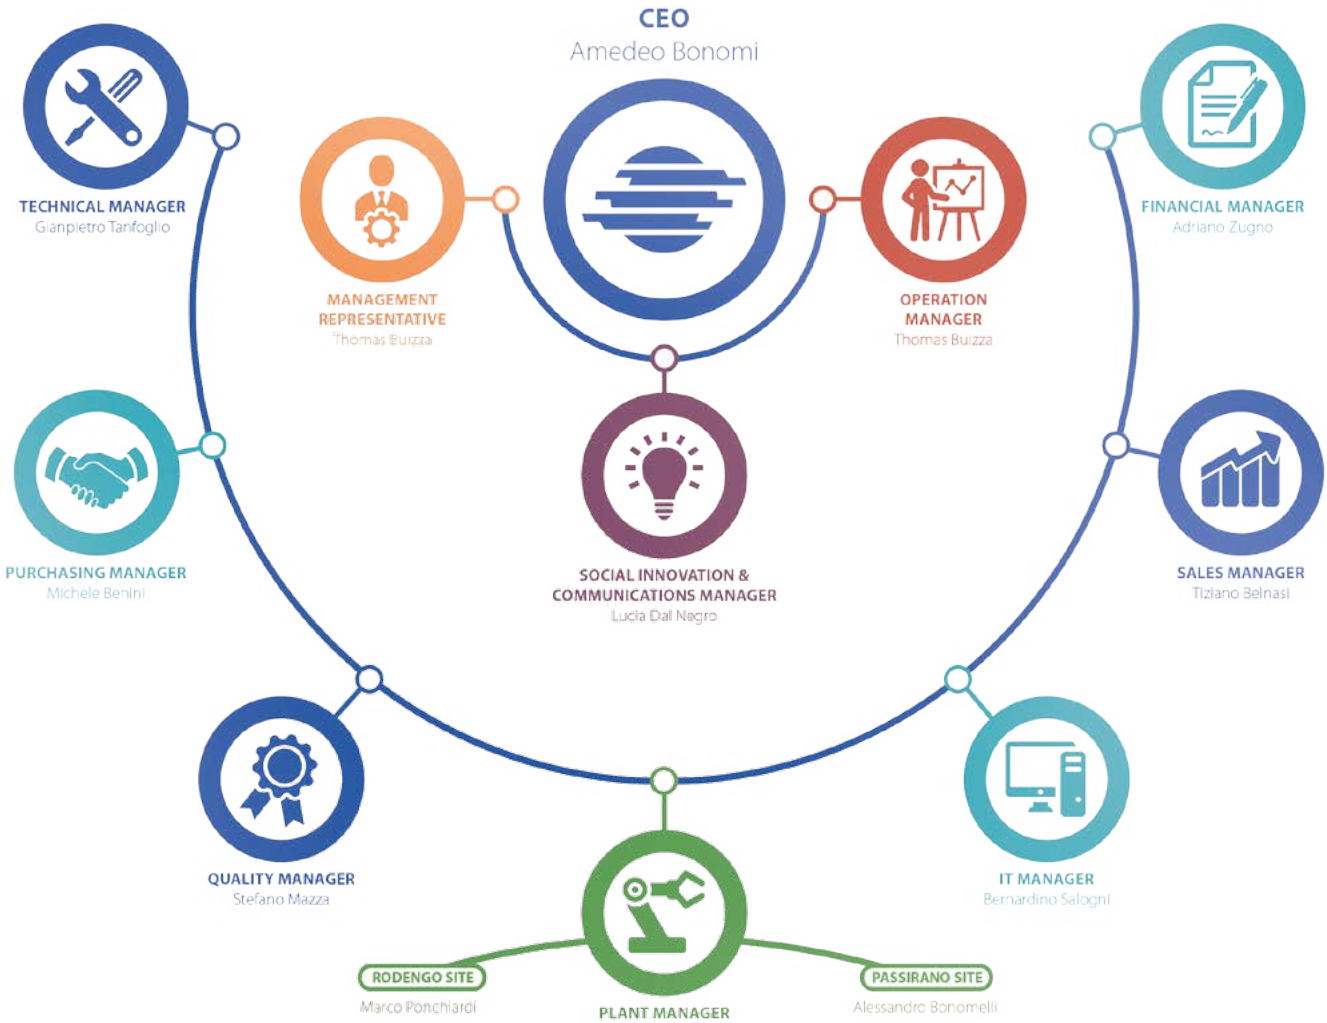 CEO
Amedeo Bonomi
TECHNICAL MANAGER
Gianpietro Tanfoglio
FINANCIAL MANAGER
Adriano Zugno
MANAGEMENT
REPRESENTATIVE
Thomas Buizza
OPERATION
MANAGER
Thomas Buizza
PURCHASING MANAGER
Michele Benini
SOCIAL INNOVATION &
COMMUNICATIONS MANAGER
Lucia Dal Negro
SALES MANAGER
Tiziano Belnasi
QUALITY MANAGER
Stefano Mazza
IT MANAGER
Bernardino Salogni
RODENGO SITE
Marco Ponchiardi
PASSIRANO SITE
Alessandro Bonomelli
PLANT MANAGER